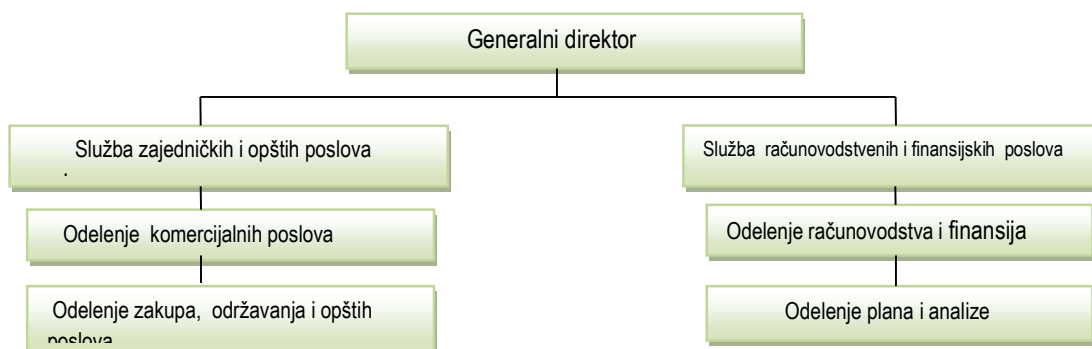 Generalni direktor
Služba zajedničkih i opštih poslova
.
Služba računovodstvenih i finansijskih poslova
Odelenje komercijalnih poslova
Odelenje računovodstva i finansija
Odelenje zakupa, održavanja i opštih
poslova
Odelenje plana i analize